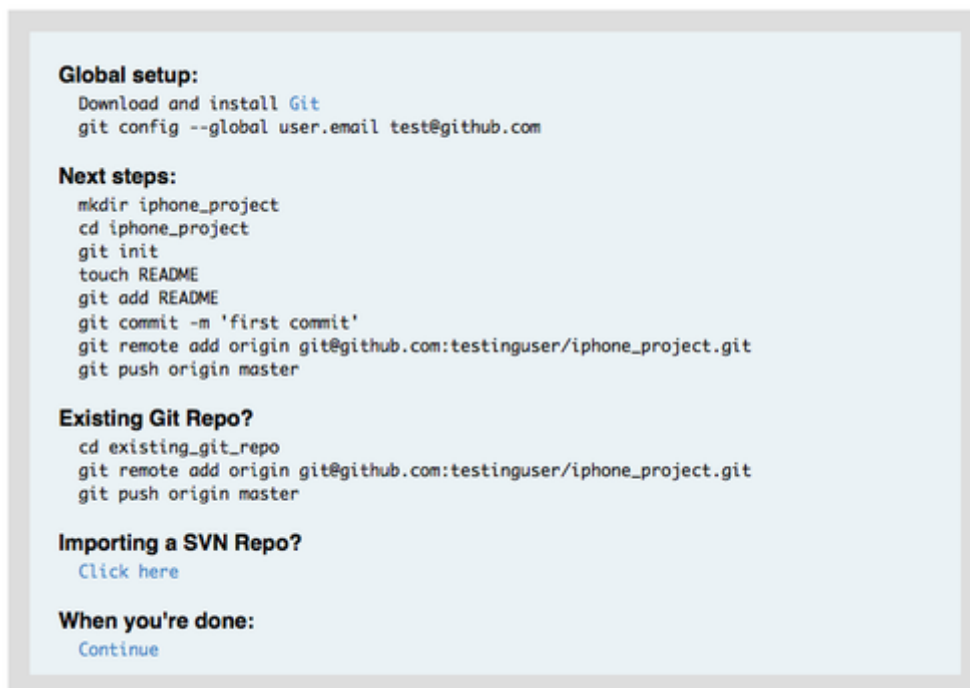 Global setup:
Download and install Git
git config --global user.email test@github.com
Next steps:
mkdir iphone_project
cd iphone_project
git init
touch README
git add README
git commit -m 'first commit'
git remote add origin git@github.com:testinguser/iphone_project.git
git push origin master
Existing Git Repo?
cd existing_git_repo
git remote add origin git@github.com:testinguser/iphone_project.git
git push origin master
Importing a SVN Repo?
Click here
When you're done:
Continue